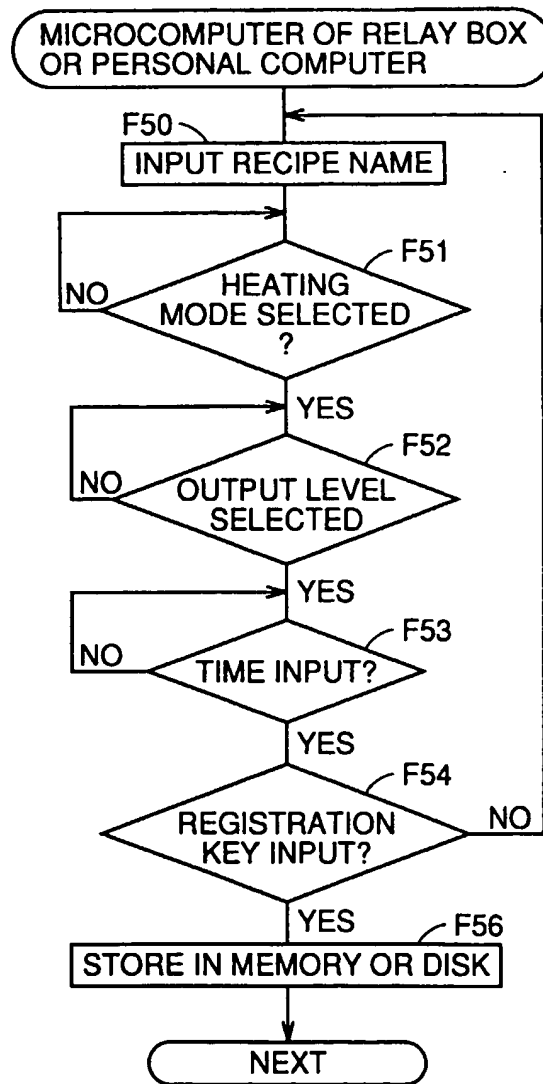 MICROCOMPUTER OF RELAY BOX
OR PERSONAL COMPUTER
F50
INPUT RECIPE NAME
F51
NO
HEATING
MODE SELECTED
?
YES
F52
NO
OUTPUT LEVEL
SELECTED
YES
F53
NO
TIME INPUT?
YES
F54
REGISTRATION
KEY INPUT?
NO
YES
F56
STORE IN MEMORY OR DISK
NEXT